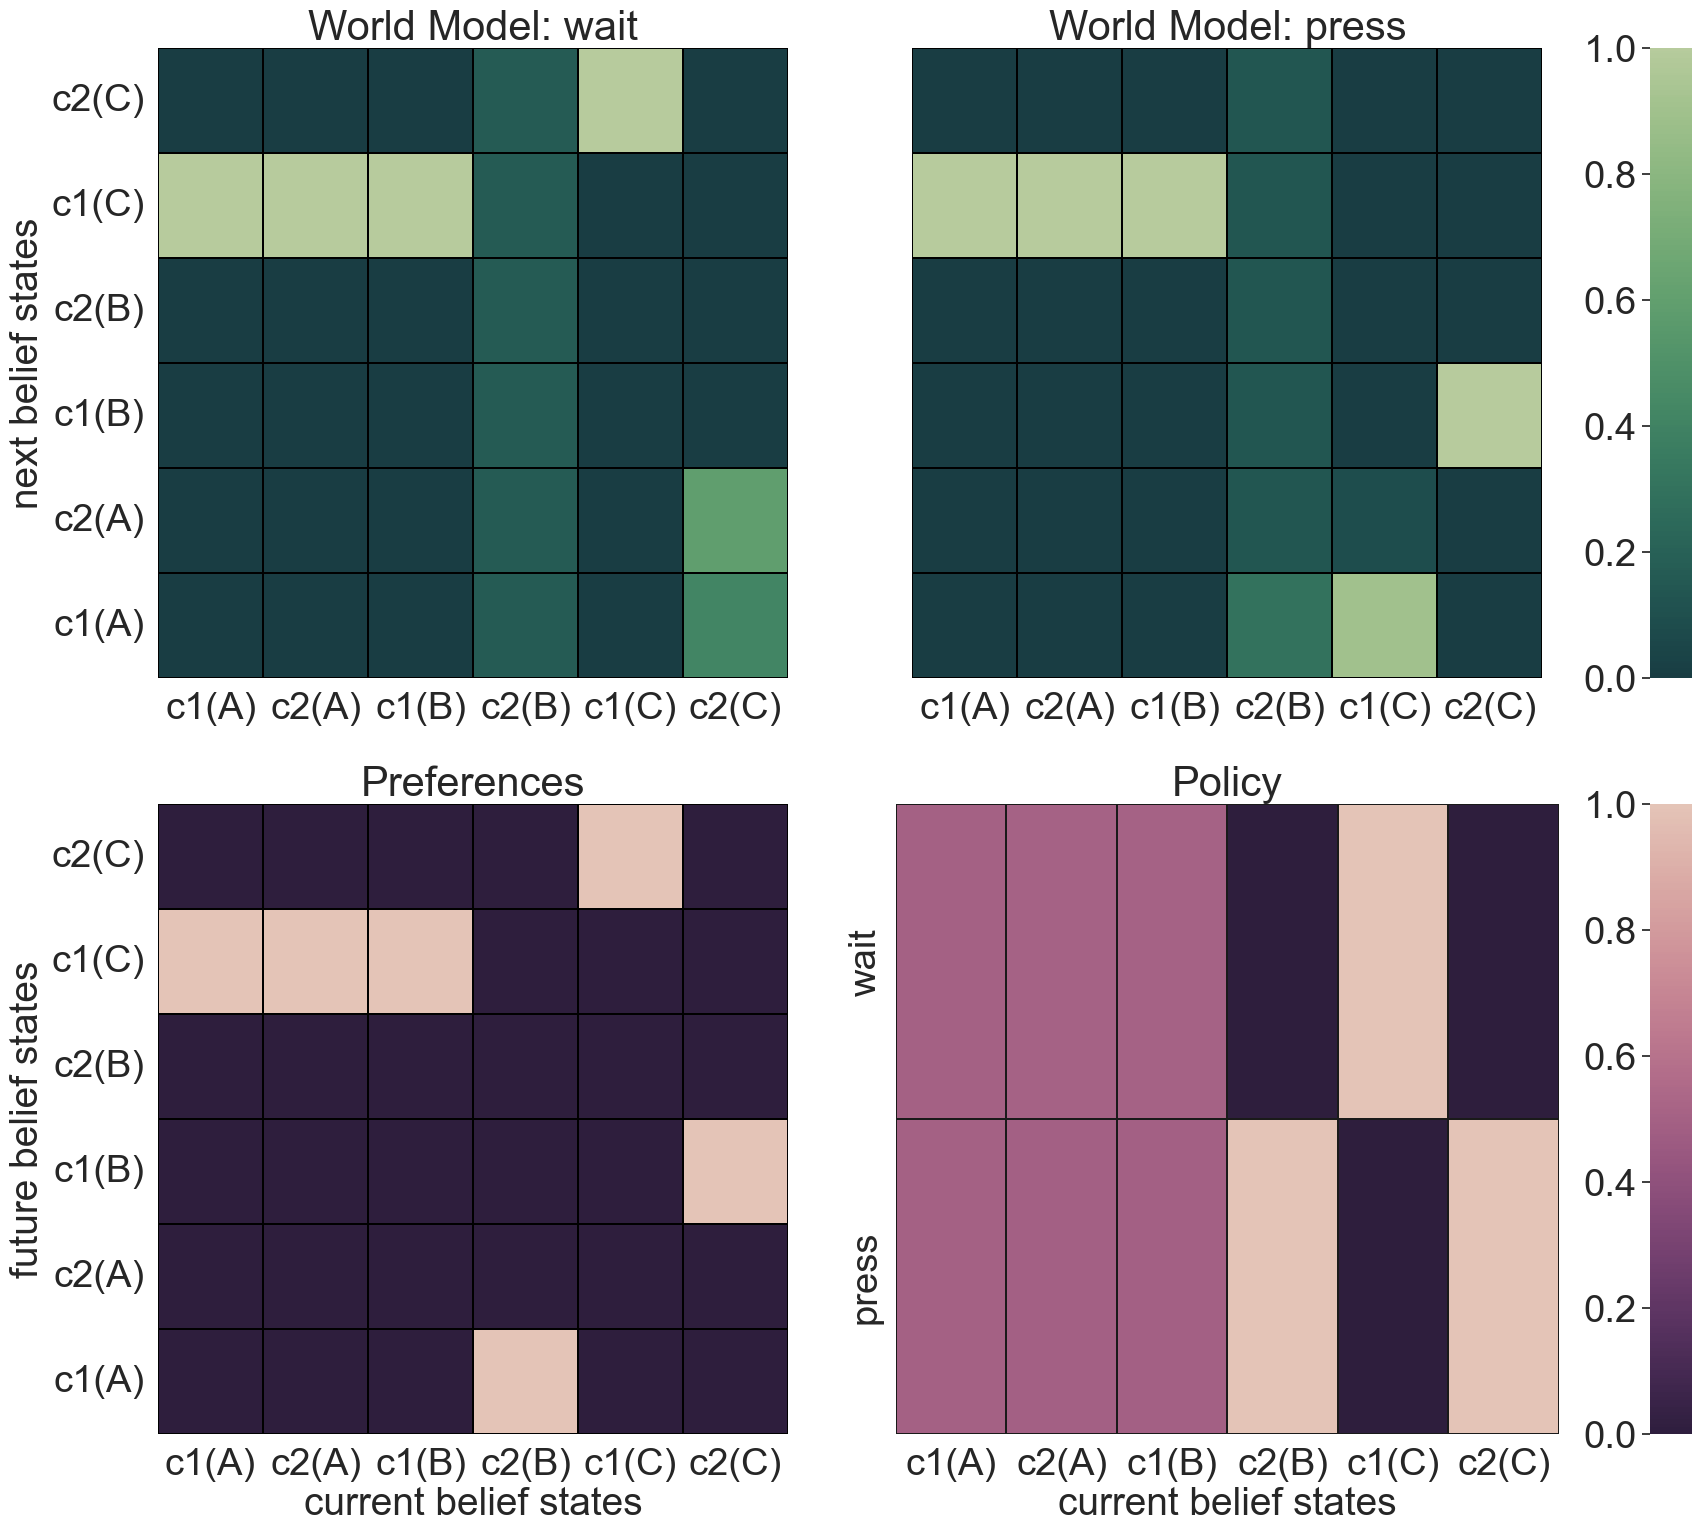 World Model: wait
World Model: press
next belief states
c2(C)
c1(C)
c2(B)
c1(B)
c2(A)
c1(A)
c1(A) c2(A) c1(B) c2(B) c1(C) c2(C)
c1(A) c2(A) c1(B) c2(B) c1(C) c2(C)
1.0
0.8
0.6
0.4
0.2
0.0
Preferences
Policy
future belief states
c2(C)
c1(C)
c2(B)
c1(B)
c2(A)
c1(A)
c1(A) c2(A) c1(B) c2(B) c1(C) c2(C)
current belief states
wait
press
c1(A) c2(A) c1(B) c2(B) c1(C) c2(C)
current belief states
1.0
0.8
0.6
0.4
0.2
0.0